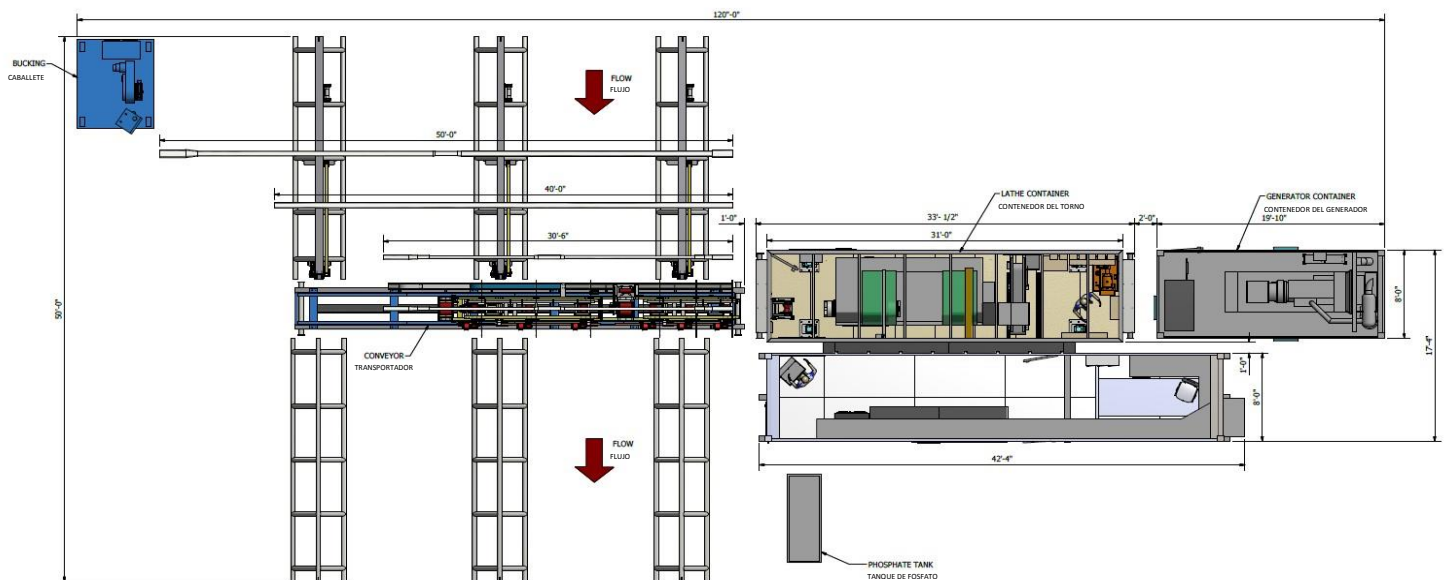 120"-0"
BUCKING
CABALLETE
FLOW
FLUJO
50'-0"
40'-0"
30'-6"
1'-0"
LATHE CONTAINER
CONTENEDOR DEL TORNO
33'- 1/2"
31'-0"
2'-0"
GENERATOR CONTAINER
CONTENEDOR DEL GENERADOR
19'-10"
50'-0"
8'-0"
17'-4"
CONVEYOR
TRANSPORTADOR
1'-0"
8'-0"
FLOW
FLUJO
42'-4"
PHOSPHATE TANK
TANQUE DE FOSFATO